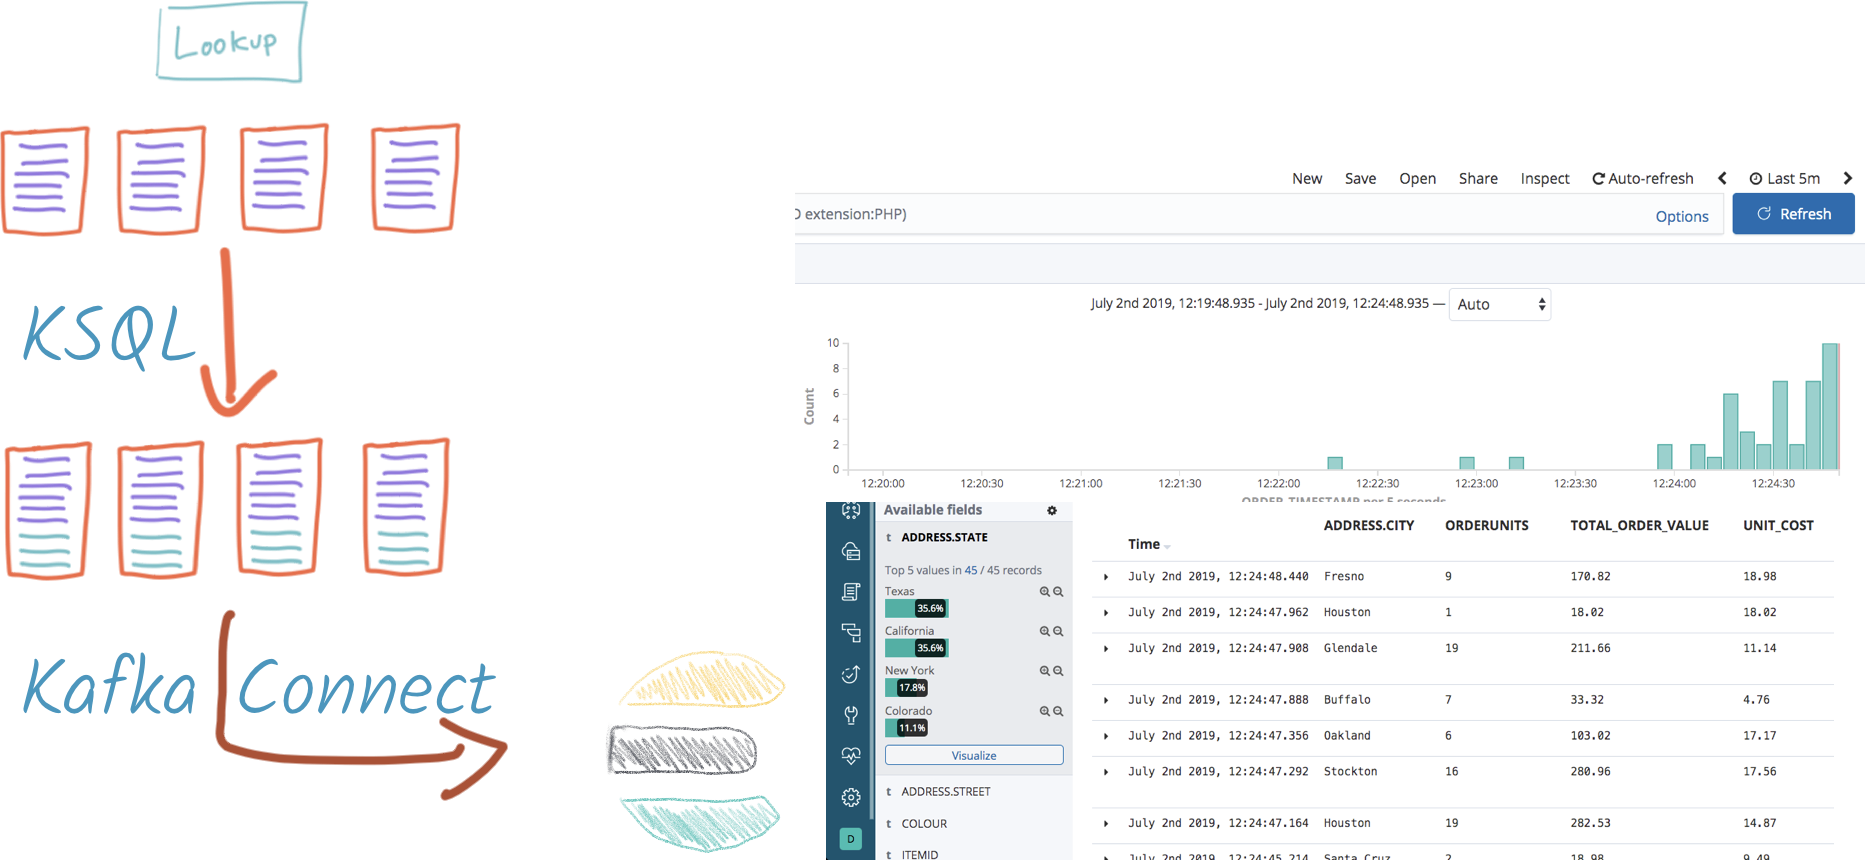 Lookup
KSQL
Kafka Connect
New Save Open Share Inspect Auto-refresh Last 5m
extension:PHP)
Options
Refresh
July 2nd 2019, 12:19:48.935 - July 2nd 2019, 12:24:48.935 —
Auto
Count
10
8
6
4
2
0
12:20:00 12:20:30 12:21:00 12:21:30 12:22:00 12:22:30 12:23:00 12:23:30 12:24:00 12:24:30
ORDER_TIMESTAMP per 5 seconds
Available fields
t ADDRESS.STATE
Top 5 values in 45 / 45 records
Texas
35.6%
California
35.6%
New York
17.8%
Colorado
11.1%
Visualize
t ADDRESS.STREET
t COLOUR
t ITEMID
D
Time ADDRESS.CITY ORDERUNITS TOTAL_ORDER_VALUE UNIT_COST
July 2nd 2019, 12:24:48.440 Fresno 9 170.82 18.98
July 2nd 2019, 12:24:47.962 Houston 1 18.02 18.02
July 2nd 2019, 12:24:47.908 Glendale 19 211.66 11.14
July 2nd 2019, 12:24:47.888 Buffalo 7 33.32 4.76
July 2nd 2019, 12:24:47.356 Oakland 6 103.02 17.17
July 2nd 2019, 12:24:47.292 Stockton 16 280.96 17.56
July 2nd 2019, 12:24:47.164 Houston 19 282.53 14.87
July 2nd 2019, 12:24:45.214 Santa Cruz 2 18.98 9.49